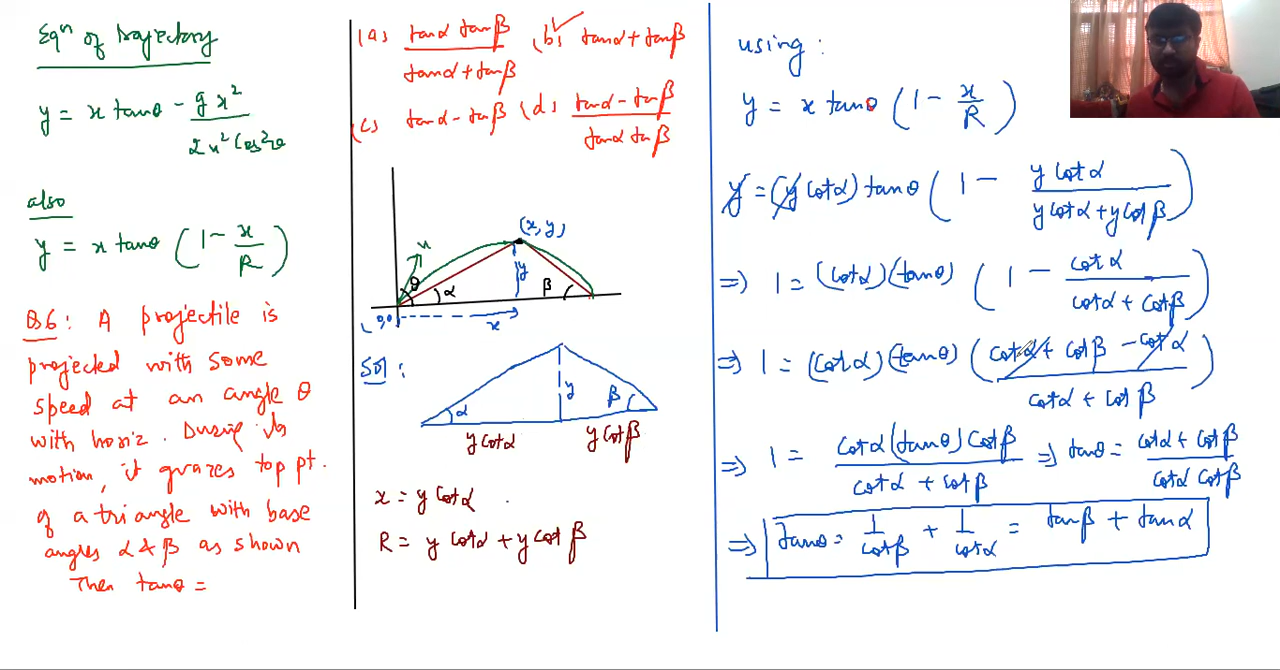 Eqⁿ of trajectory
y = x tanθ - gx² / 2u² Cos²θ
also
y = x tanθ (1 - x/R)
Q.6 : A projectile is
projected with some
speed at an angle θ
with horiz. During its
motion, it grazes top pt.
of a triangle with base
angles α & β as shown
Then tanθ =
(a) tanα tanβ / tanα + tanβ (b) tanα + tanβ
(c) tanα - tanβ (d) tanα - tanβ / tanα tanβ
(x, y)
u
θ
α
y
β
x
Sol :
α
y
β
y cotα
y cotβ
x = y cotα
R = y cotα + y cotβ
using :
y = x tanθ (1 - x/R)
y = (y cotα) tanθ (1 - y cotα / y cotα + y cotβ)
⇒ 1 = (cotα)(tanθ) (1 - cotα / cotα + cotβ)
⇒ 1 = (cotα)(tanθ) (cotα + cotβ - cotα / cotα + cotβ)
⇒ 1 = cotα (tanθ) cotβ / cotα + cotβ ⇒ tanθ = cotα + cotβ / cotα cotβ
⇒ tanθ = 1/cotβ + 1/cotα = tanβ + tanα